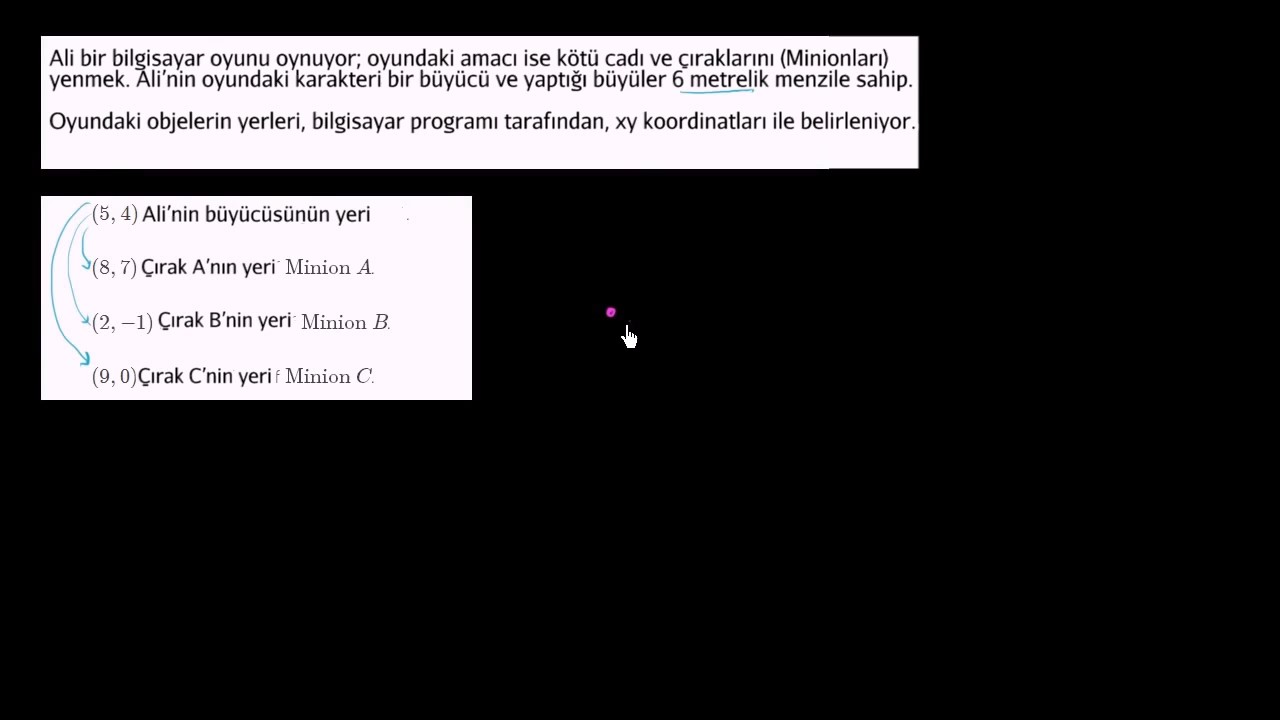 Ali bir bilgisayar oyunu oynuyor; oyundaki amacı ise kötü cadı ve çıraklarını (Minionları)
yenmek. Ali'nin oyundaki karakteri bir büyücü ve yaptığı büyüler 6 metrelik menzile sahip.
Oyundaki objelerin yerleri, bilgisayar programı tarafından, xy koordinatları ile belirleniyor.
(5, 4) Ali'nin büyücüsünün yeri
(8, 7) Çırak A'nın yeri Minion A.
(2, −1) Çırak B'nin yeri Minion B.
(9, 0) Çırak C'nin yeri f Minion C.